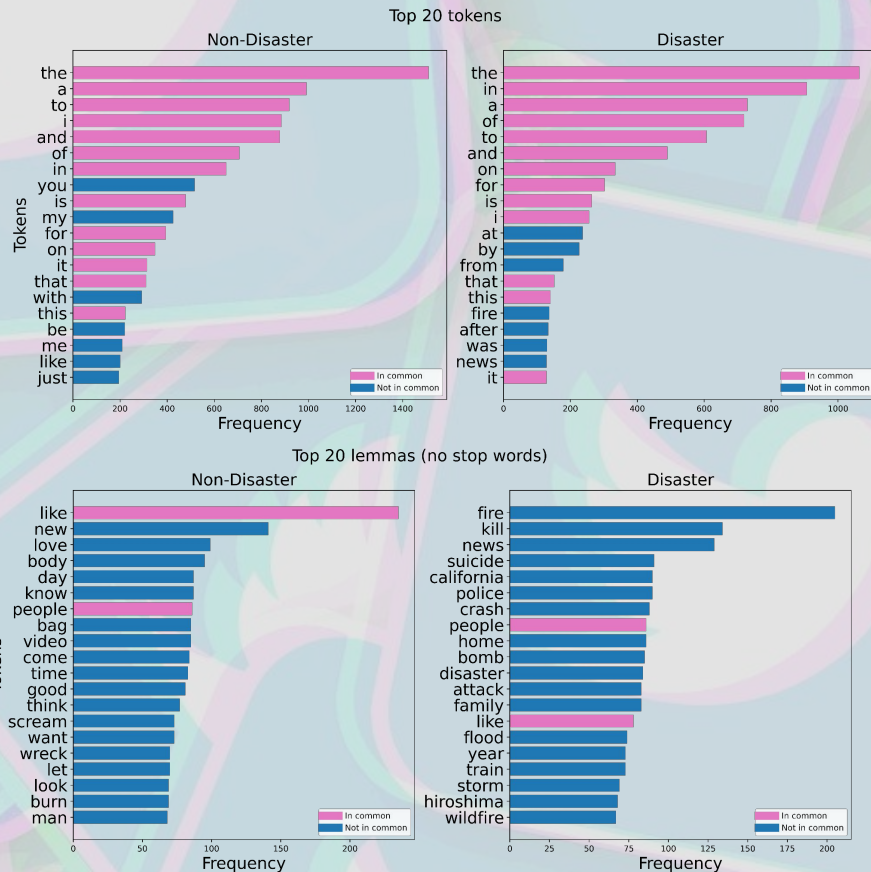 Top 20 tokens
Non-Disaster
the
a
to
i
and
of
in
you
is
my
for
on
it
that
with
this
be
me
like
just
Tokens
In common
Not in common
0 200 400 600 800 1000 1200 1400
Frequency
Disaster
the
in
a
of
to
and
on
for
is
i
at
by
from
that
this
fire
after
was
news
it
In common
Not in common
0 200 400 600 800 1000
Frequency
Top 20 lemmas (no stop words)
Non-Disaster
like
new
love
body
day
know
people
bag
video
come
time
good
think
scream
want
wreck
let
look
burn
man
In common
Not in common
0 50 100 150 200
Frequency
Disaster
fire
kill
news
suicide
california
police
crash
people
home
bomb
disaster
attack
family
like
flood
year
train
storm
hiroshima
wildfire
In common
Not in common
0 25 50 75 100 125 150 175 200
Frequency